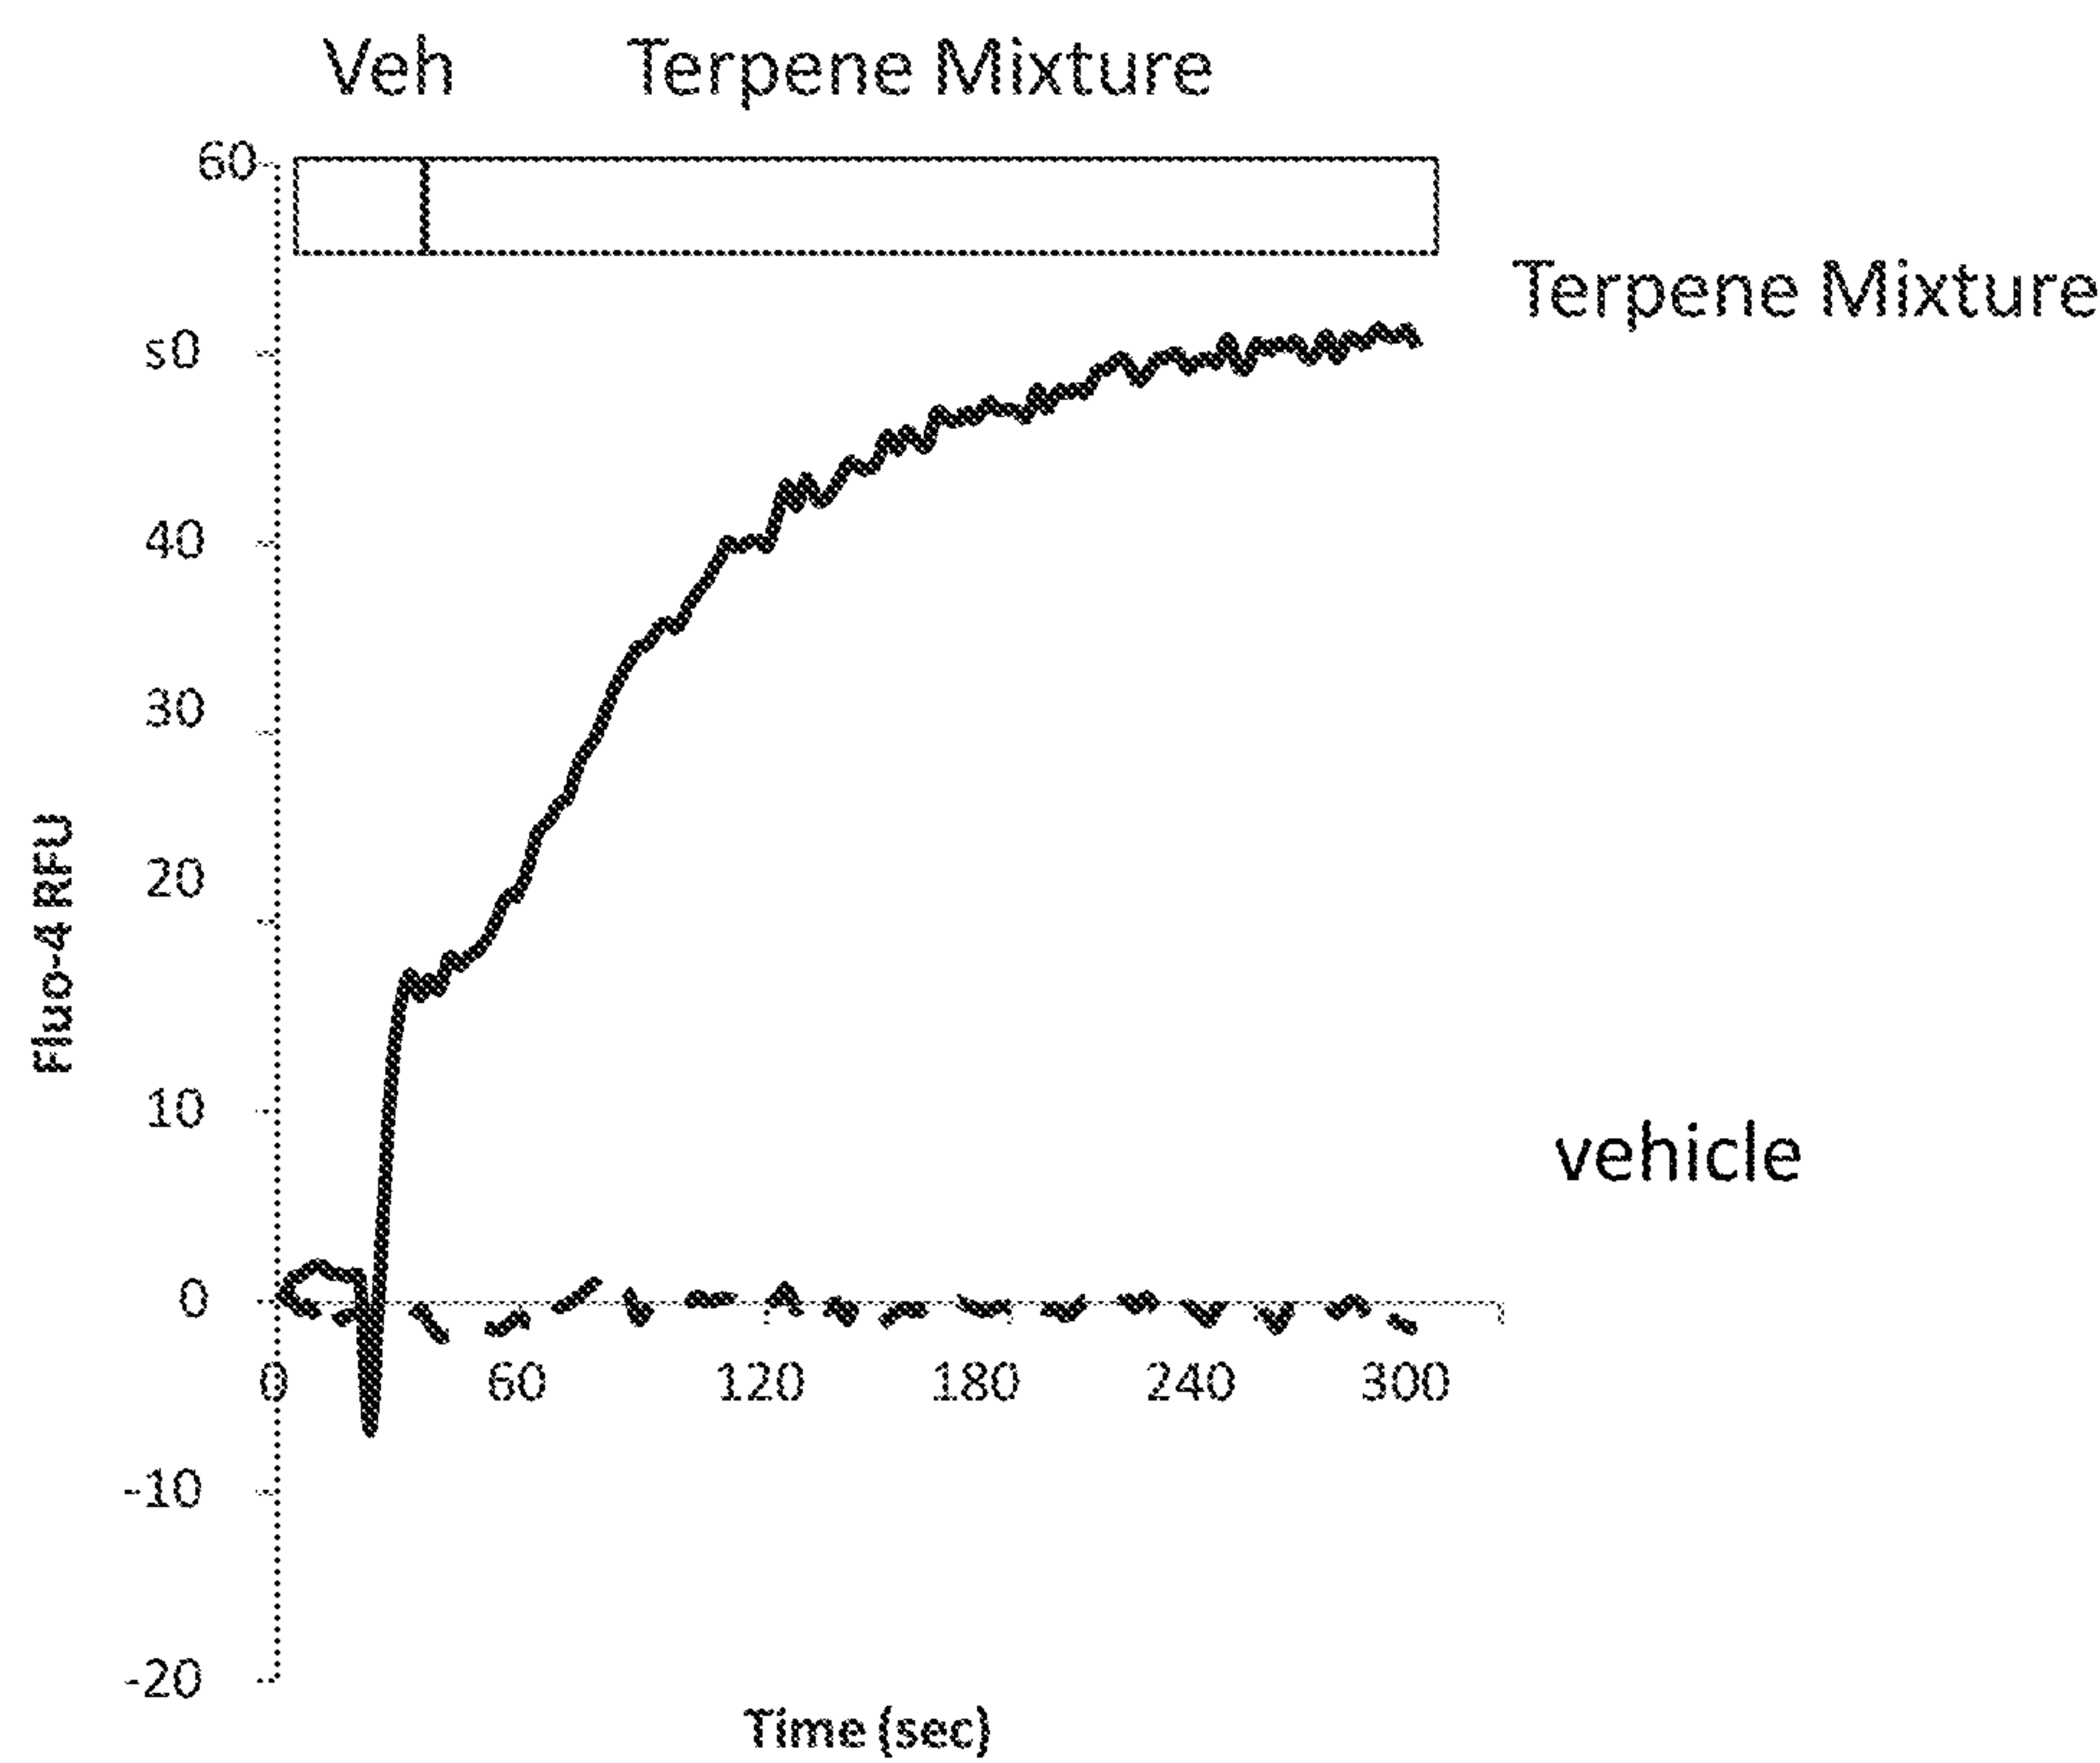 Veh Terpene Mixture
60
Terpene Mixture
s0
40
30
20
Fluo-4 RFU
10
vehicle
0
0 60 120 180 240 300
-10
-20
Time (sec)